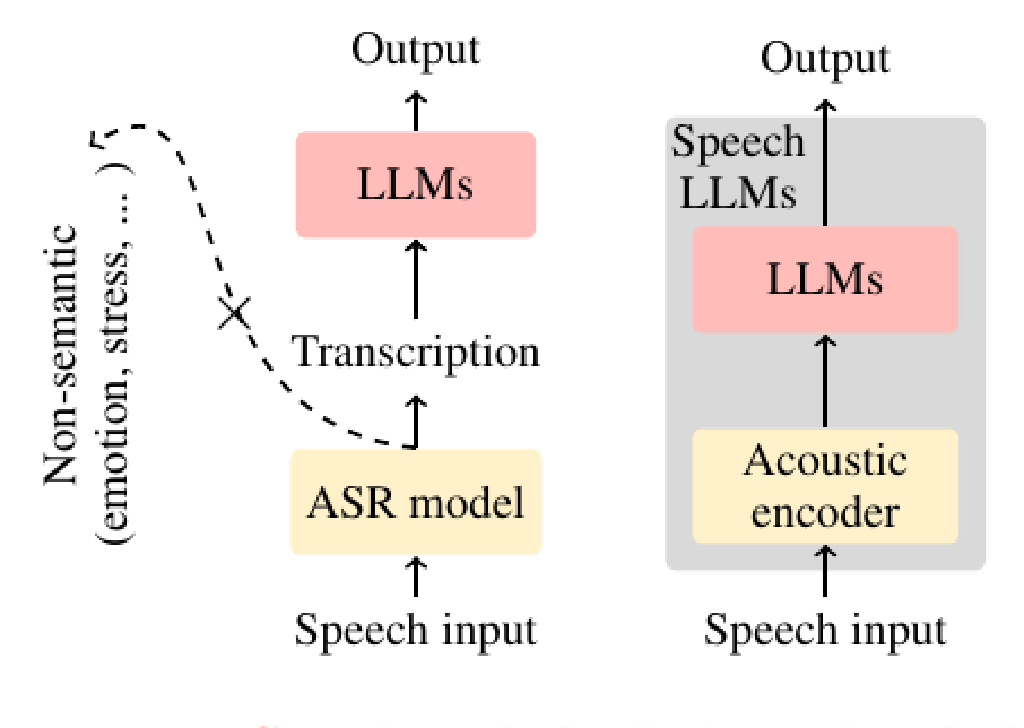 Output
LLMs
Transcription
ASR model
Speech input
Non-semantic
(emotion, stress, ... )
Output
Speech
LLMs
LLMs
Acoustic
encoder
Speech input